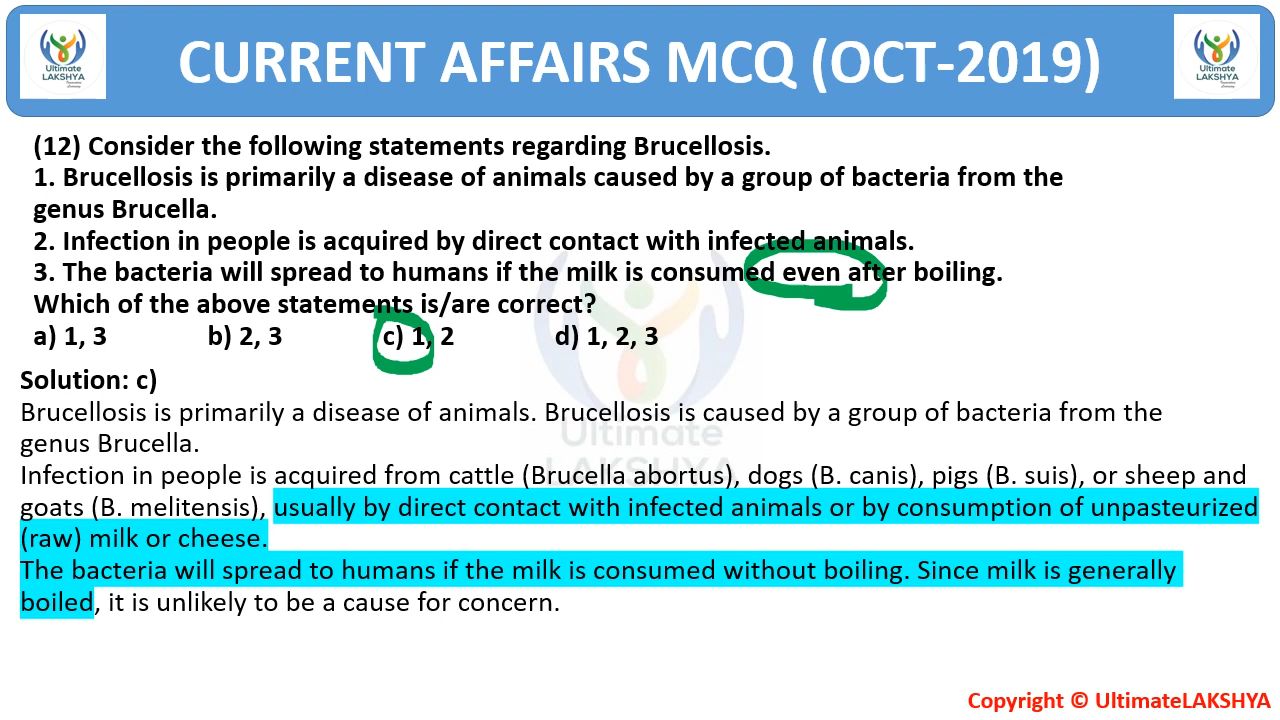 Ultimate
LAKSHYA
CURRENT AFFAIRS MCQ (OCT-2019)
Ultimate
LAKSHYA
(12) Consider the following statements regarding Brucellosis.
1. Brucellosis is primarily a disease of animals caused by a group of bacteria from the
genus Brucella.
2. Infection in people is acquired by direct contact with infected animals.
3. The bacteria will spread to humans if the milk is consumed even after boiling.
Which of the above statements is/are correct?
a) 1, 3 b) 2, 3 c) 1, 2 d) 1, 2, 3
Solution: c)
Brucellosis is primarily a disease of animals. Brucellosis is caused by a group of bacteria from the
genus Brucella.
Ultimate
LAKSHYA
Infection in people is acquired from cattle (Brucella abortus), dogs (B. canis), pigs (B. suis), or sheep and
goats (B. melitensis), usually by direct contact with infected animals or by consumption of unpasteurized
(raw) milk or cheese.
The bacteria will spread to humans if the milk is consumed without boiling. Since milk is generally
boiled, it is unlikely to be a cause for concern.
Copyright © UltimateLAKSHYA